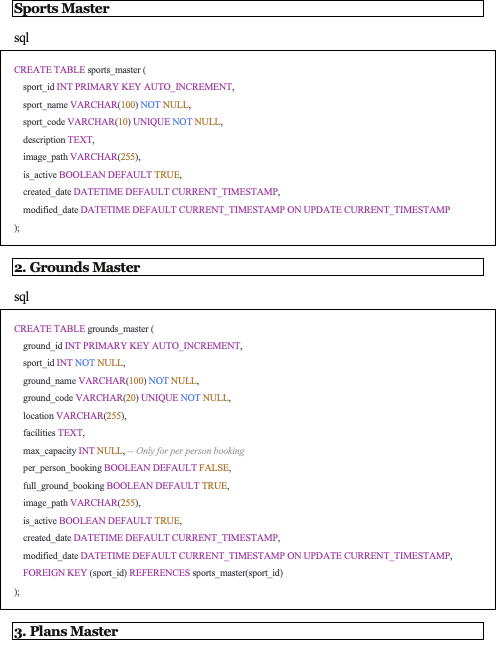 Sports Master
sql
CREATE TABLE sports_master (
sport_id INT PRIMARY KEY AUTO_INCREMENT,
sport_name VARCHAR(100) NOT NULL,
sport_code VARCHAR(10) UNIQUE NOT NULL,
description TEXT,
image_path VARCHAR(255),
is_active BOOLEAN DEFAULT TRUE,
created_date DATETIME DEFAULT CURRENT_TIMESTAMP,
modified_date DATETIME DEFAULT CURRENT_TIMESTAMP ON UPDATE CURRENT_TIMESTAMP
);
2. Grounds Master
sql
CREATE TABLE grounds_master (
ground_id INT PRIMARY KEY AUTO_INCREMENT,
sport_id INT NOT NULL,
ground_name VARCHAR(100) NOT NULL,
ground_code VARCHAR(20) UNIQUE NOT NULL,
location VARCHAR(255),
facilities TEXT,
max_capacity INT NULL, -- Only for per person booking
per_person_booking BOOLEAN DEFAULT FALSE,
full_ground_booking BOOLEAN DEFAULT TRUE,
image_path VARCHAR(255),
is_active BOOLEAN DEFAULT TRUE,
created_date DATETIME DEFAULT CURRENT_TIMESTAMP,
modified_date DATETIME DEFAULT CURRENT_TIMESTAMP ON UPDATE CURRENT_TIMESTAMP,
FOREIGN KEY (sport_id) REFERENCES sports_master(sport_id)
);
3. Plans Master